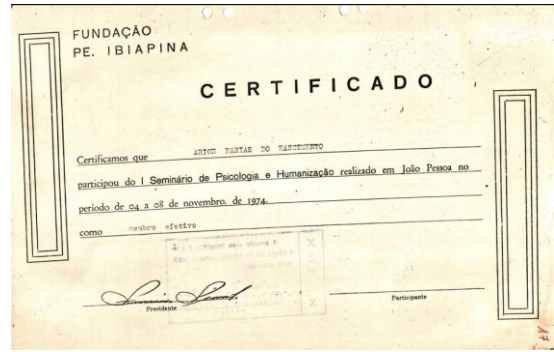 FUNDAÇÃO
PE. IBIAPINA
CERTIFICADO
Certificamos que FARIAS DO NASCIMENTO
participou do I Seminário de Psicologia e Humanização realizado em João Pessoa no
período de 04 a 08 de novembro. de 1974.
como membro efetivo
Presidente
Participante